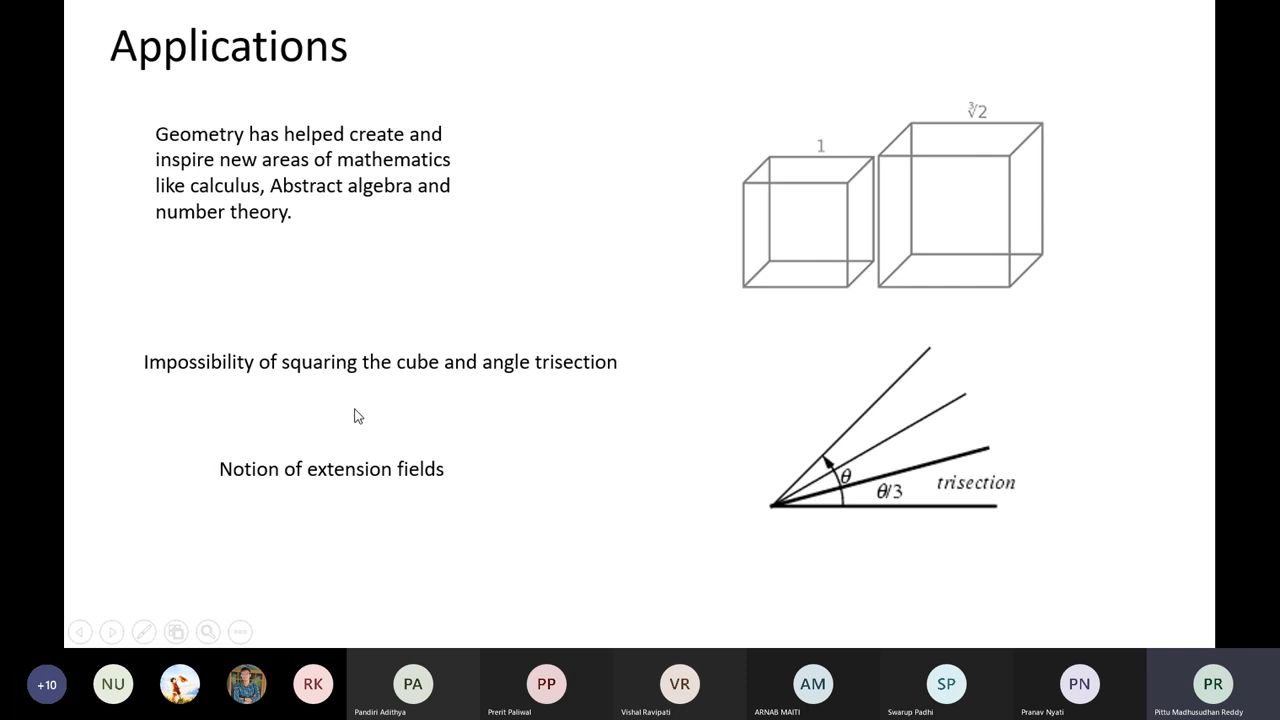 Applications
Geometry has helped create and
inspire new areas of mathematics
like calculus, Abstract algebra and
number theory.
1
∛2
Impossibility of squaring the cube and angle trisection
Notion of extension fields
θ
θ/3
trisection
+10
NU
RK
PA
PP
VR
AM
SP
PN
PR
Pandiri Adithya
Prerit Paliwal
Vishal Ravipati
ARNAB MAITI
Swarup Padhi
Pranav Nyati
Pittu Madhusudhan Reddy